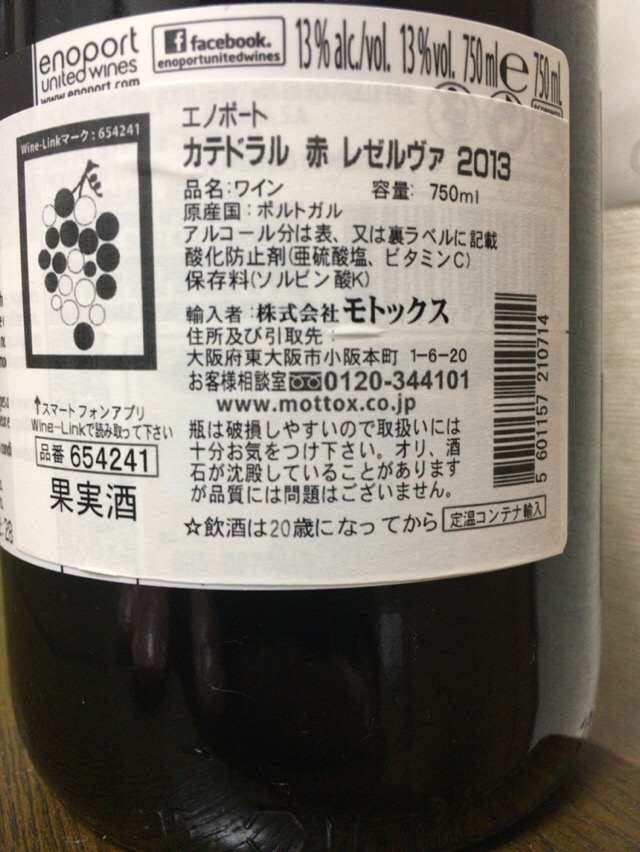 enoport
united wines
www.enoport.com
facebook.
enoportunitedwines
13% alc./vol. 13% vol. 750 ml e 750 ml.
Wine-Linkマーク:654241
エノポート
カテドラル 赤 レゼルヴァ 2013
品名:ワイン 容量: 750ml
原産国:ポルトガル
アルコール分は表、又は裏ラベルに記載
酸化防止剤(亜硫酸塩、ビタミンC)
保存料(ソルビン酸K)
輸入者:株式会社モトックス
住所及び引取先:
大阪府東大阪市小阪本町 1-6-20
お客様相談室 0120-344101
www.mottox.co.jp
瓶は破損しやすいので取扱いには
十分お気をつけ下さい。オリ、酒
石が沈殿していることがあります
が品質には問題はございません。
☆飲酒は20歳になってから 定温コンテナ輸入
↑スマートフォンアプリ
Wine-Linkで読み取って下さい
品番 654241
果実酒
5 601157 210714